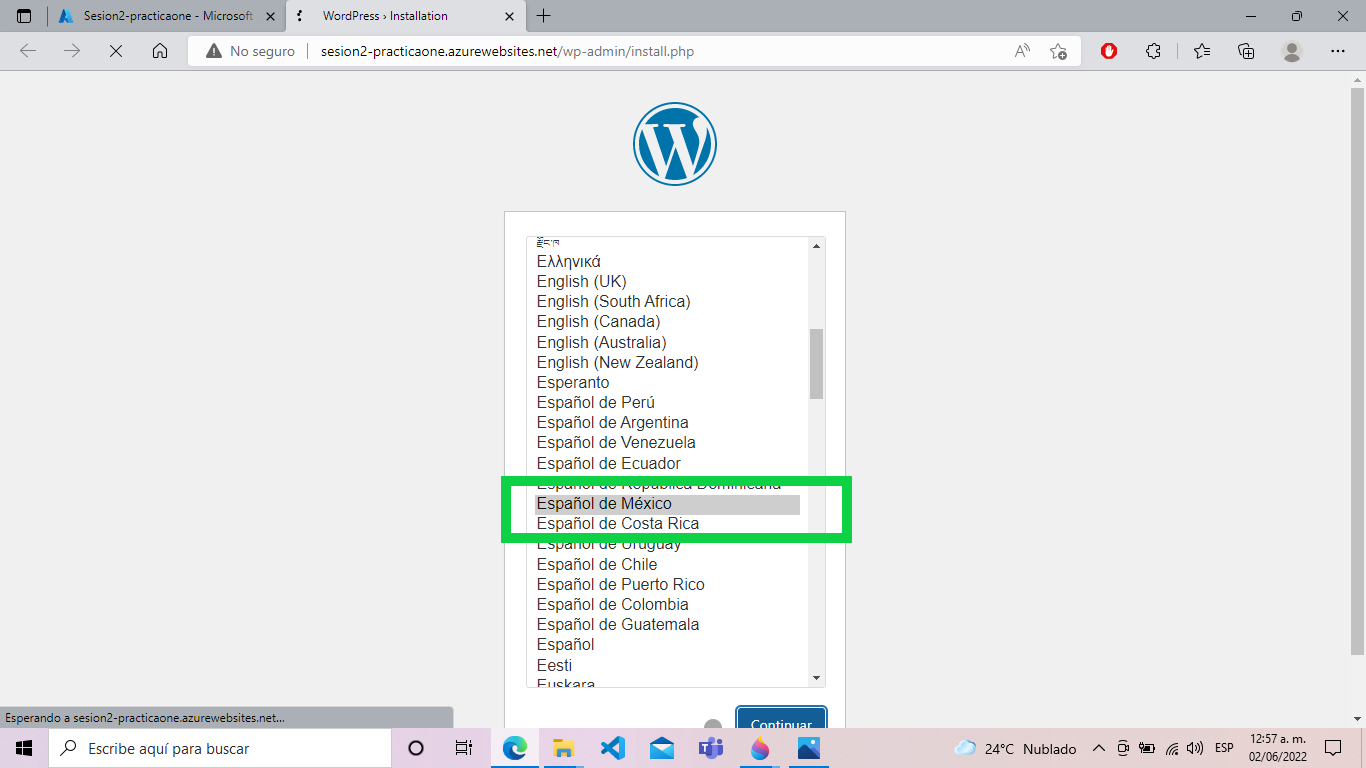 Sesion2-practicaone - Microsoft
WordPress › Installation
No seguro
sesion2-practicaone.azurewebsites.net/wp-admin/install.php
རྫོང་ཁ
Ελληνικά
English (UK)
English (South Africa)
English (Canada)
English (Australia)
English (New Zealand)
Esperanto
Español de Perú
Español de Argentina
Español de Venezuela
Español de Ecuador
Español de República Dominicana
Español de México
Español de Costa Rica
Español de Uruguay
Español de Chile
Español de Puerto Rico
Español de Colombia
Español de Guatemala
Español
Eesti
Euskara
Continuar
Esperando a sesion2-practicaone.azurewebsites.net...
Escribe aquí para buscar
24°C Nublado
ESP
12:57 a. m.
02/06/2022